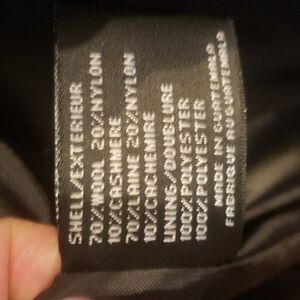 SHELL/EXTERIEUR
70%WOOL 20%NYLON
10%CASHMERE
70%LAINE 20%NYLON
10%CACHEMIRE
LINING/DOUBLURE
100%POLYESTER
100%POLYESTER
MADE IN GUATEMALA
FABRIQUE AU GUATEMALA